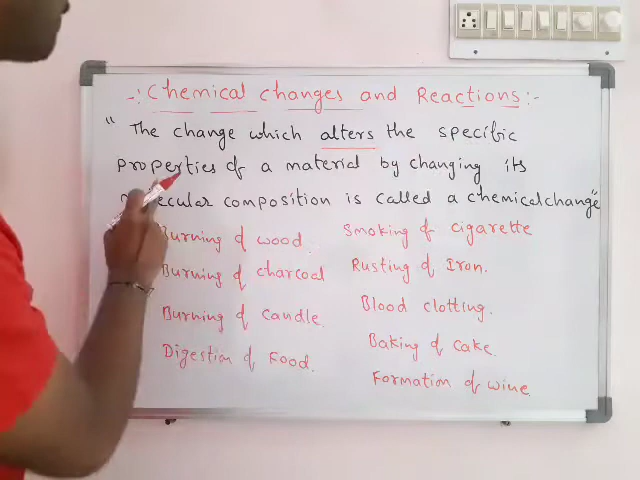 -: Chemical changes and Reactions :-
" The change which alters the specific
properties of a material by changing its
composition is called a chemical change"
Burning of wood
Smoking of cigarette
Burning of charcoal
Rusting of Iron.
Burning of candle
Blood clotting.
Digestion of Food.
Baking of cake.
Formation of wine